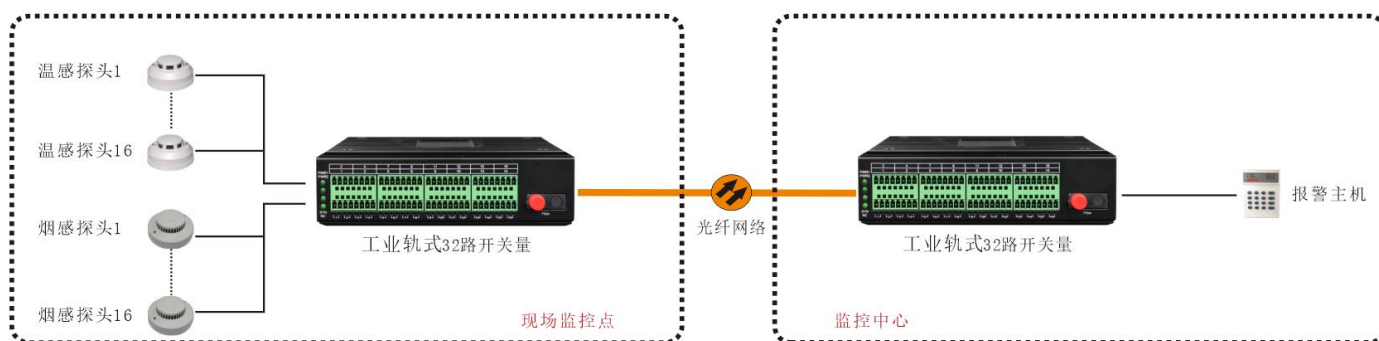 温感探头1
温感探头16
烟感探头1
烟感探头16
工业轨式32路开关量
现场监控点
光纤网络
工业轨式32路开关量
监控中心
报警主机